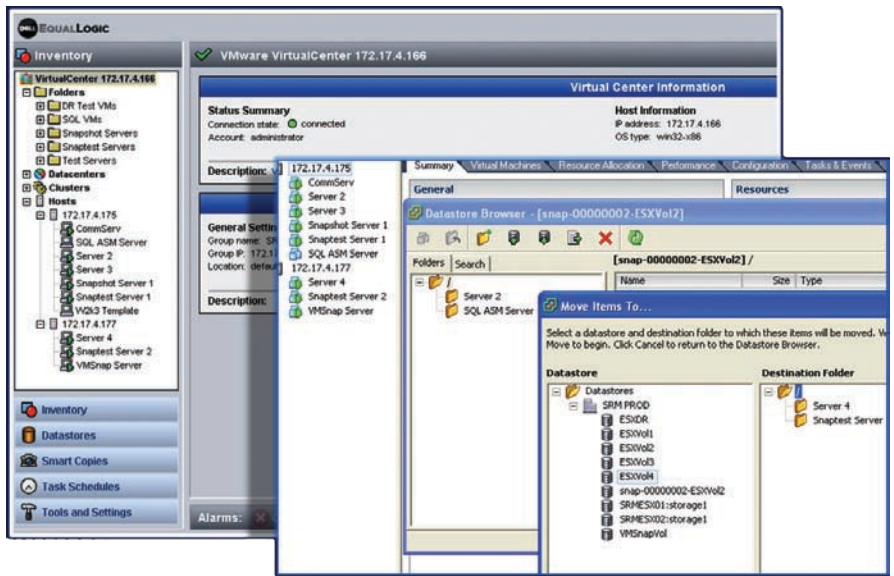 DELL EQUALLOGIC
Inventory
VirtualCenter 172.17.4.166
Folders
DR Test VMs
SQL VMs
Snapshot Servers
Snaptest Servers
Test Servers
Datacenters
Clusters
Hosts
172.17.4.175
CommServ
SQL ASM Server
Server 2
Server 3
Snapshot Server 1
Snaptest Server 1
W2k3 Template
172.17.4.177
Server 4
Snaptest Server 2
VMSnap Server
Inventory
Datastores
Smart Copies
Task Schedules
Tools and Settings
VMware VirtualCenter 172.17.4.166
Virtual Center Information
Status Summary
Connection state: connected
Account: administrator
Description:
Host Information
IP address: 172.17.4.166
OS type: win32-x86
General Settin
Group name: SR
Group IP: 172.17
Location: defaul
Description:
Alarms:
172.17.4.175
CommServ
Server 2
Server 3
Snapshot Server 1
Snaptest Server 1
SQL ASM Server
172.17.4.177
Server 4
Snaptest Server 2
VMSnap Server
Summary Virtual Machines Resource Allocation Performance Configuration Tasks & Events
General Resources
Datastore Browser - [snap-00000002-ESXVol2]
Folders Search
/
Server 2
SQL ASM Server
[snap-00000002-ESXVol2] /
Name Size Type
Move Items To...
Select a datastore and destination folder to which these items will be moved.
Move to begin. Click Cancel to return to the Datastore Browser.
Datastore
Datastores
SRM PROD
ESXDR
ESXVol1
ESXVol2
ESXVol3
ESXVol4
snap-00000002-ESXVol2
SRMESX01:storage1
SRMESX02:storage1
VMSnapVol
Destination Folder
/
Server 4
Snaptest Server